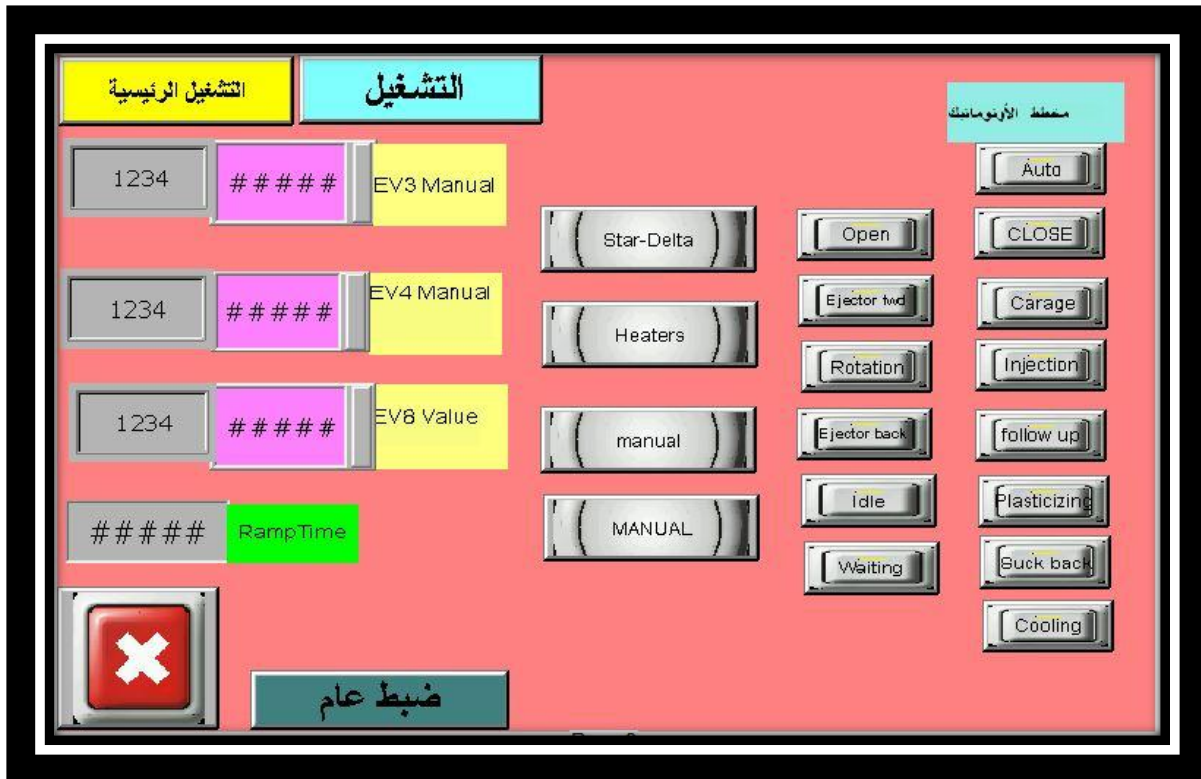 التشغيل الرئيسية
التشغيل
مخطط الأوتوماتيك
1234
#####
EV3 Manual
1234
#####
EV4 Manual
1234
#####
EV8 Value
#####
RampTime
Star-Delta
Heaters
manual
MANUAL
Open
Ejector fwd
Rotation
Ejector back
Idle
Waiting
Auto
CLOSE
Carage
Injection
follow up
Plasticizing
Suck back
Cooling
ضبط عام